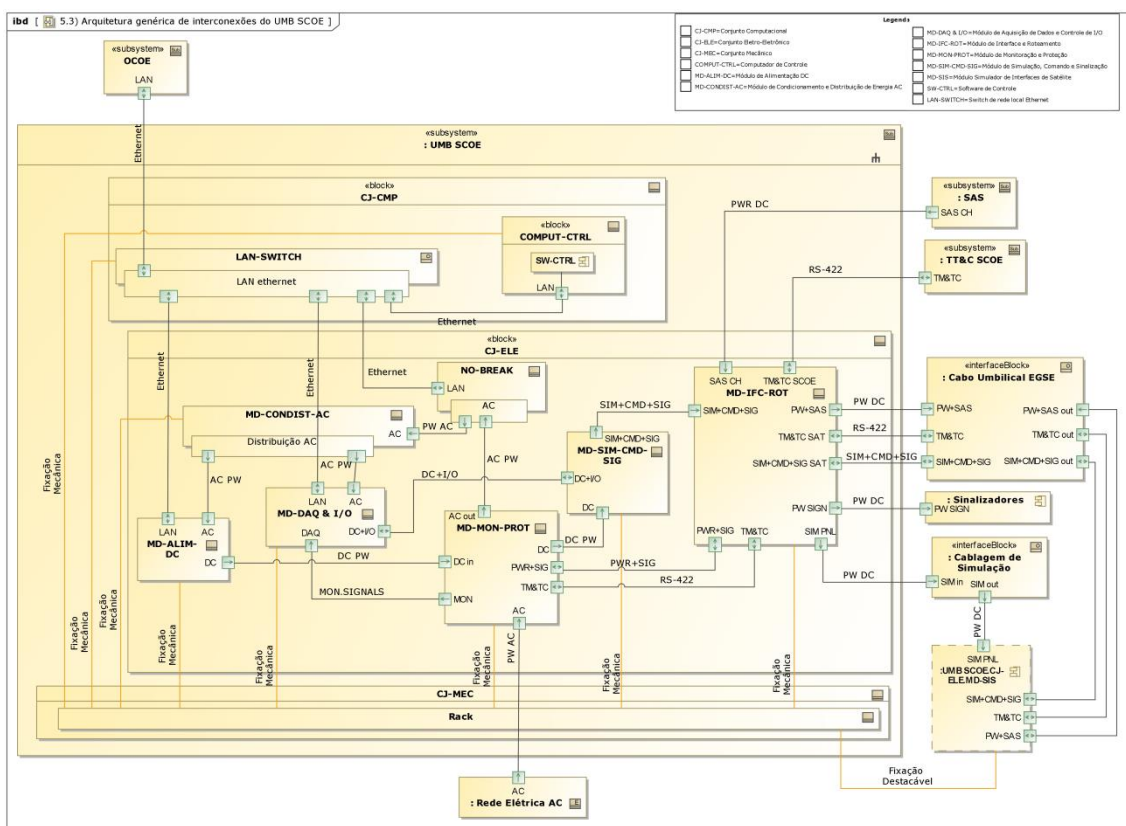 ibd [ 5.3) Arquitetura genérica de interconexões do UMB SCOE ]
Legenda
CJ-CMP=Conjunto Computacional
CJ-ELE=Conjunto Eletro-Eletrônico
CJ-MEC=Conjunto Mecânico
COMPUT-CTRL=Computador de Controle
MD-ALIM-DC=Módulo de Alimentação DC
MD-CONDIST-AC=Módulo de Condicionamento e Distribuição de Energia AC
MD-DAQ & I/O=Módulo de Aquisição de Dados e Controle de I/O
MD-IFC-ROT=Módulo de Interface e Roteamento
MD-MON-PROT=Módulo de Monitoração e Proteção
MD-SIM-CMD-SIG=Módulo de Simulação, Comando e Sinalização
MD-SIS=Módulo Simulador de Interfaces de Satélite
SW-CTRL=Software de Controle
LAN-SWITCH=Switch de rede local Ethernet
«subsystem»
OCOE
LAN
Ethernet
«subsystem»
: UMB SCOE
«block»
CJ-CMP
«block»
COMPUT-CTRL
SW-CTRL
LAN
LAN-SWITCH
LAN ethernet
Ethernet
Ethernet
Ethernet
Ethernet
«block»
CJ-ELE
NO-BREAK
LAN
AC
MD-CONDIST-AC
AC
PW AC
Distribuição AC
AC PW
AC PW
AC PW
MD-ALIM-
DC
LAN
AC
DC
MD-DAQ & I/O
LAN
AC
DAQ
DC+I/O
DC+I/O
DC PW
MON.SIGNALS
MD-MON-PROT
AC out
DC in
MON
DC
PWR+SIG
TM&TC
AC
DC PW
PWR+SIG
RS-422
PW AC
SIM+CMD+SIG
MD-SIM-CMD-
SIG
DC+I/O
DC
SIM+CMD+SIG
MD-IFC-ROT
SAS CH
TM&TC SCOE
SIM+CMD+SIG
PW+SAS
TM&TC SAT
SIM+CMD+SIG SAT
PW SIGN
PWR+SIG
TM&TC
SIM PNL
PWR DC
RS-422
PW DC
RS-422
SIM+CMD+SIG
PW DC
PW DC
«subsystem»
: SAS
SAS CH
«subsystem»
: TT&C SCOE
TM&TC
«interfaceBlock»
: Cabo Umbilical EGSE
PW+SAS
TM&TC
SIM+CMD+SIG
PW+SAS out
TM&TC out
SIM+CMD+SIG out
: Sinalizadores
PW SIGN
«interfaceBlock»
: Cablagem de
Simulação
SIM in
SIM out
PW DC
SIM PNL
:UMB SCOE.CJ-
ELE.MD-SIS
SIM+CMD+SIG
TM&TC
PW+SAS
Fixação
Mecânica
Fixação
Mecânica
Fixação
Mecânica
Fixação
Mecânica
Fixação
Mecânica
Fixação
Mecânica
Fixação
Mecânica
Fixação
Mecânica
CJ-MEC
Rack
Fixação
Destacável
AC
: Rede Elétrica AC